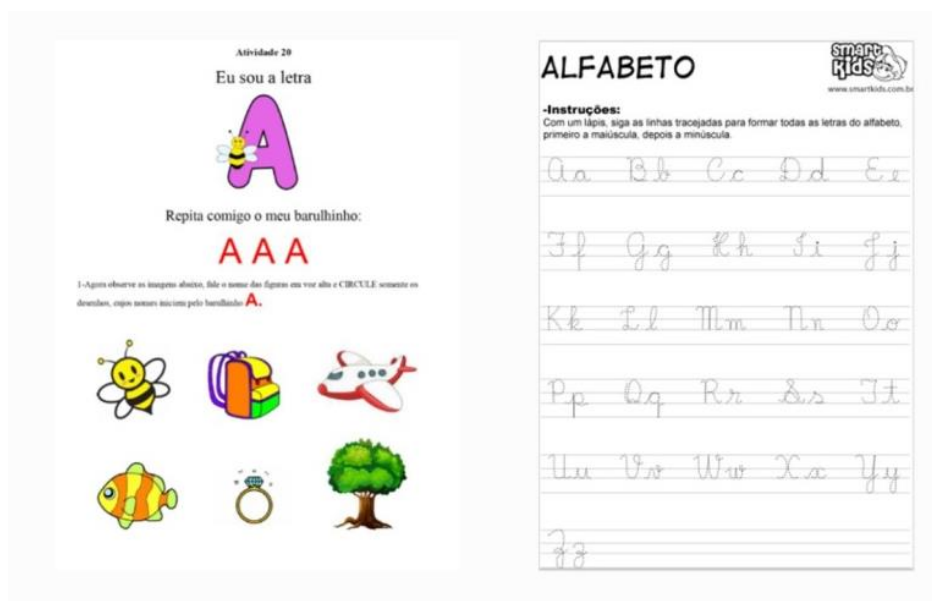 Atividade 20
Eu sou a letra
A
Repita comigo o meu barulhinho:
A A A
1-Agora observe as imagens abaixo, fale o nome das figuras em voz alta e CIRCULE somente os
desenhos, cujos nomes iniciem pelo barulhinho A.
ALFABETO
smart
Kids
www.smartkids.com.br
-Instruções:
Com um lápis, siga as linhas tracejadas para formar todas as letras do alfabeto,
primeiro a maiúscula, depois a minúscula.
Aa Bb Cc Dd Ee
Ff Gg Hh Ii Jj
Kk Ll Mm Nn Oo
Pp Qq Rr Ss Tt
Uu Vv Ww Xx Yy
Zz